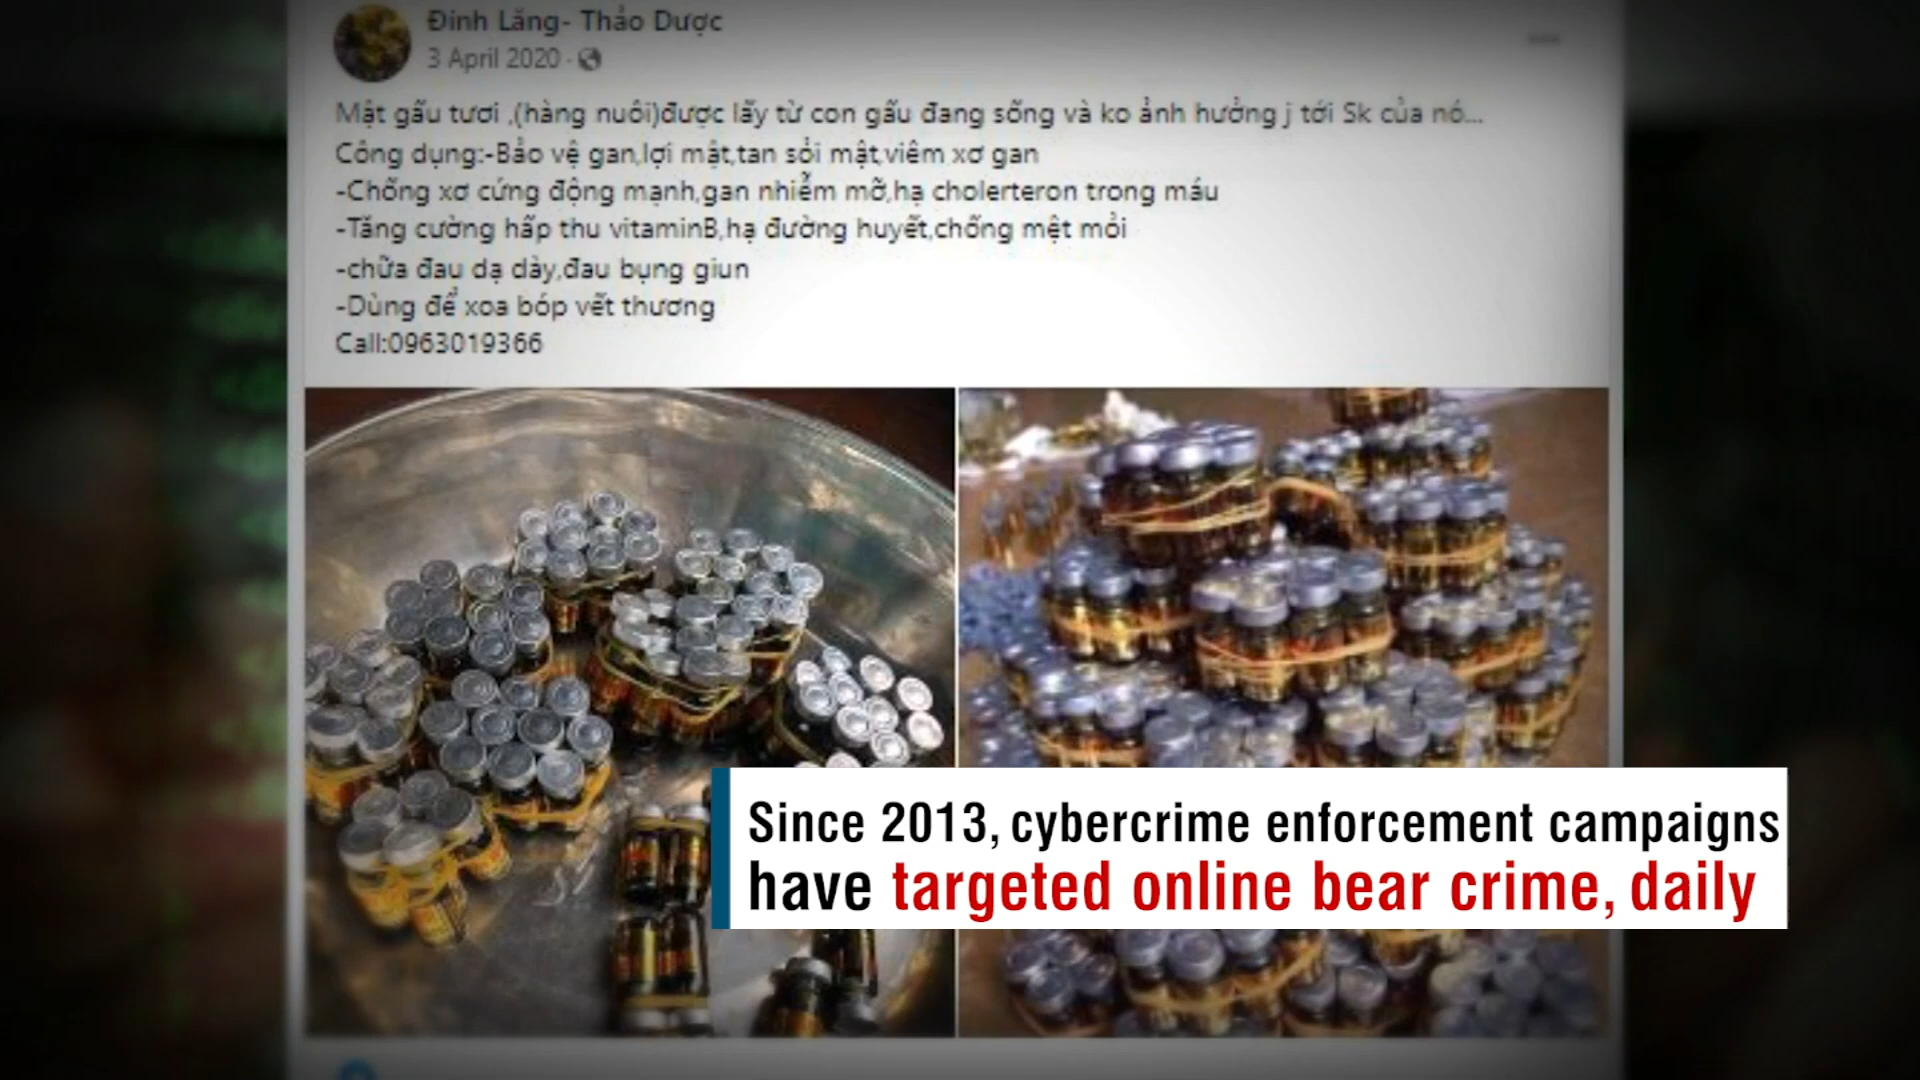 Đinh Lăng- Thảo Dược
3 April 2020 ·
Mật gấu tươi ,(hàng nuôi)được lấy từ con gấu đang sống và ko ảnh hưởng j tới Sk của nó...
Công dụng:-Bảo vệ gan,lợi mật,tan sỏi mật,viêm xơ gan
-Chống xơ cứng động mạnh,gan nhiễm mỡ,hạ cholerteron trong máu
-Tăng cường hấp thu vitaminB,hạ đường huyết,chống mệt mỏi
-chữa đau dạ dày,đau bụng giun
-Dùng để xoa bóp vết thương
Call:0963019366
Since 2013, cybercrime enforcement campaigns
have targeted online bear crime, daily